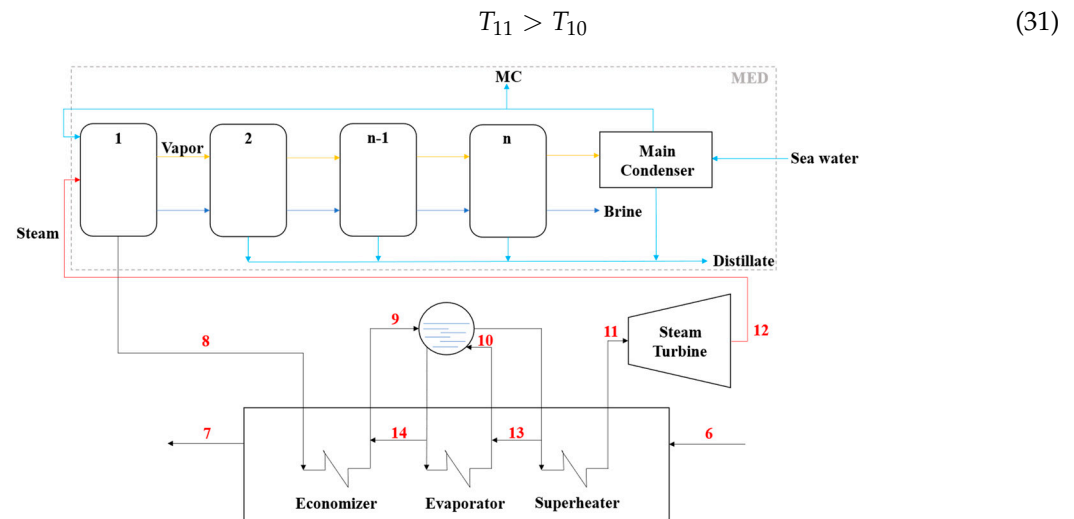 T11 > T10 (31)
MC
MED
1
2
n-1
n
Vapor
Main
Condenser
Sea water
Steam
Brine
Distillate
9
10
11
Steam
Turbine
12
8
7
14
13
6
Economizer
Evaporator
Superheater